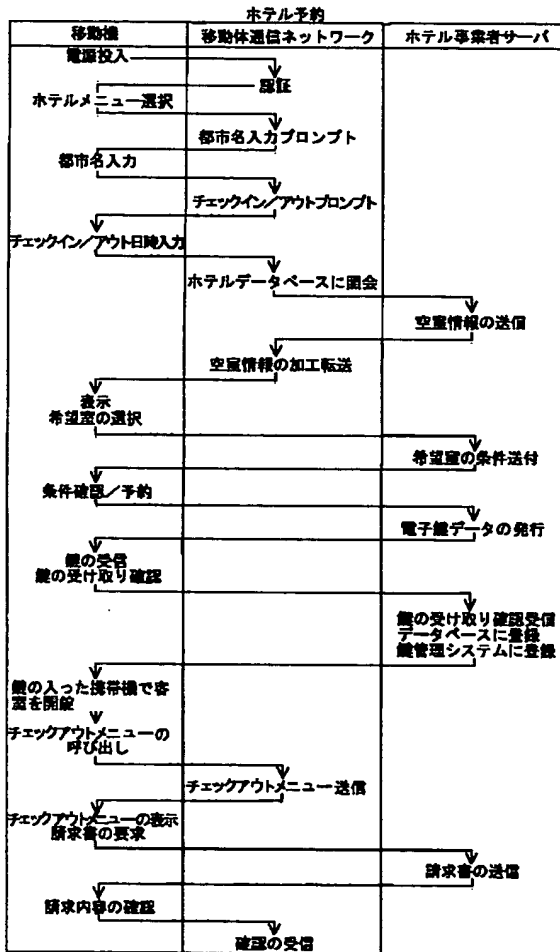 ホテル予約
移動機 移動体通信ネットワーク ホテル事業者サーバ
電源投入
認証
ホテルメニュー選択
都市名入力プロンプト
都市名入力
チェックイン/アウトプロンプト
チェックイン/アウト日時入力
ホテルデータベースに照会
空室情報の送信
空室情報の加工転送
表示
希望室の選択
希望室の条件送付
条件確認/予約
電子鍵データの発行
鍵の受信
鍵の受け取り確認
鍵の受け取り確認受信
データベースに登録
鍵管理システムに登録
鍵の入った携帯機で客
室を開錠
チェックアウトメニューの
呼び出し
チェックアウトメニュー送信
チェックアウトメニューの表示
請求書の要求
請求書の送信
請求内容の確認
確認の受信